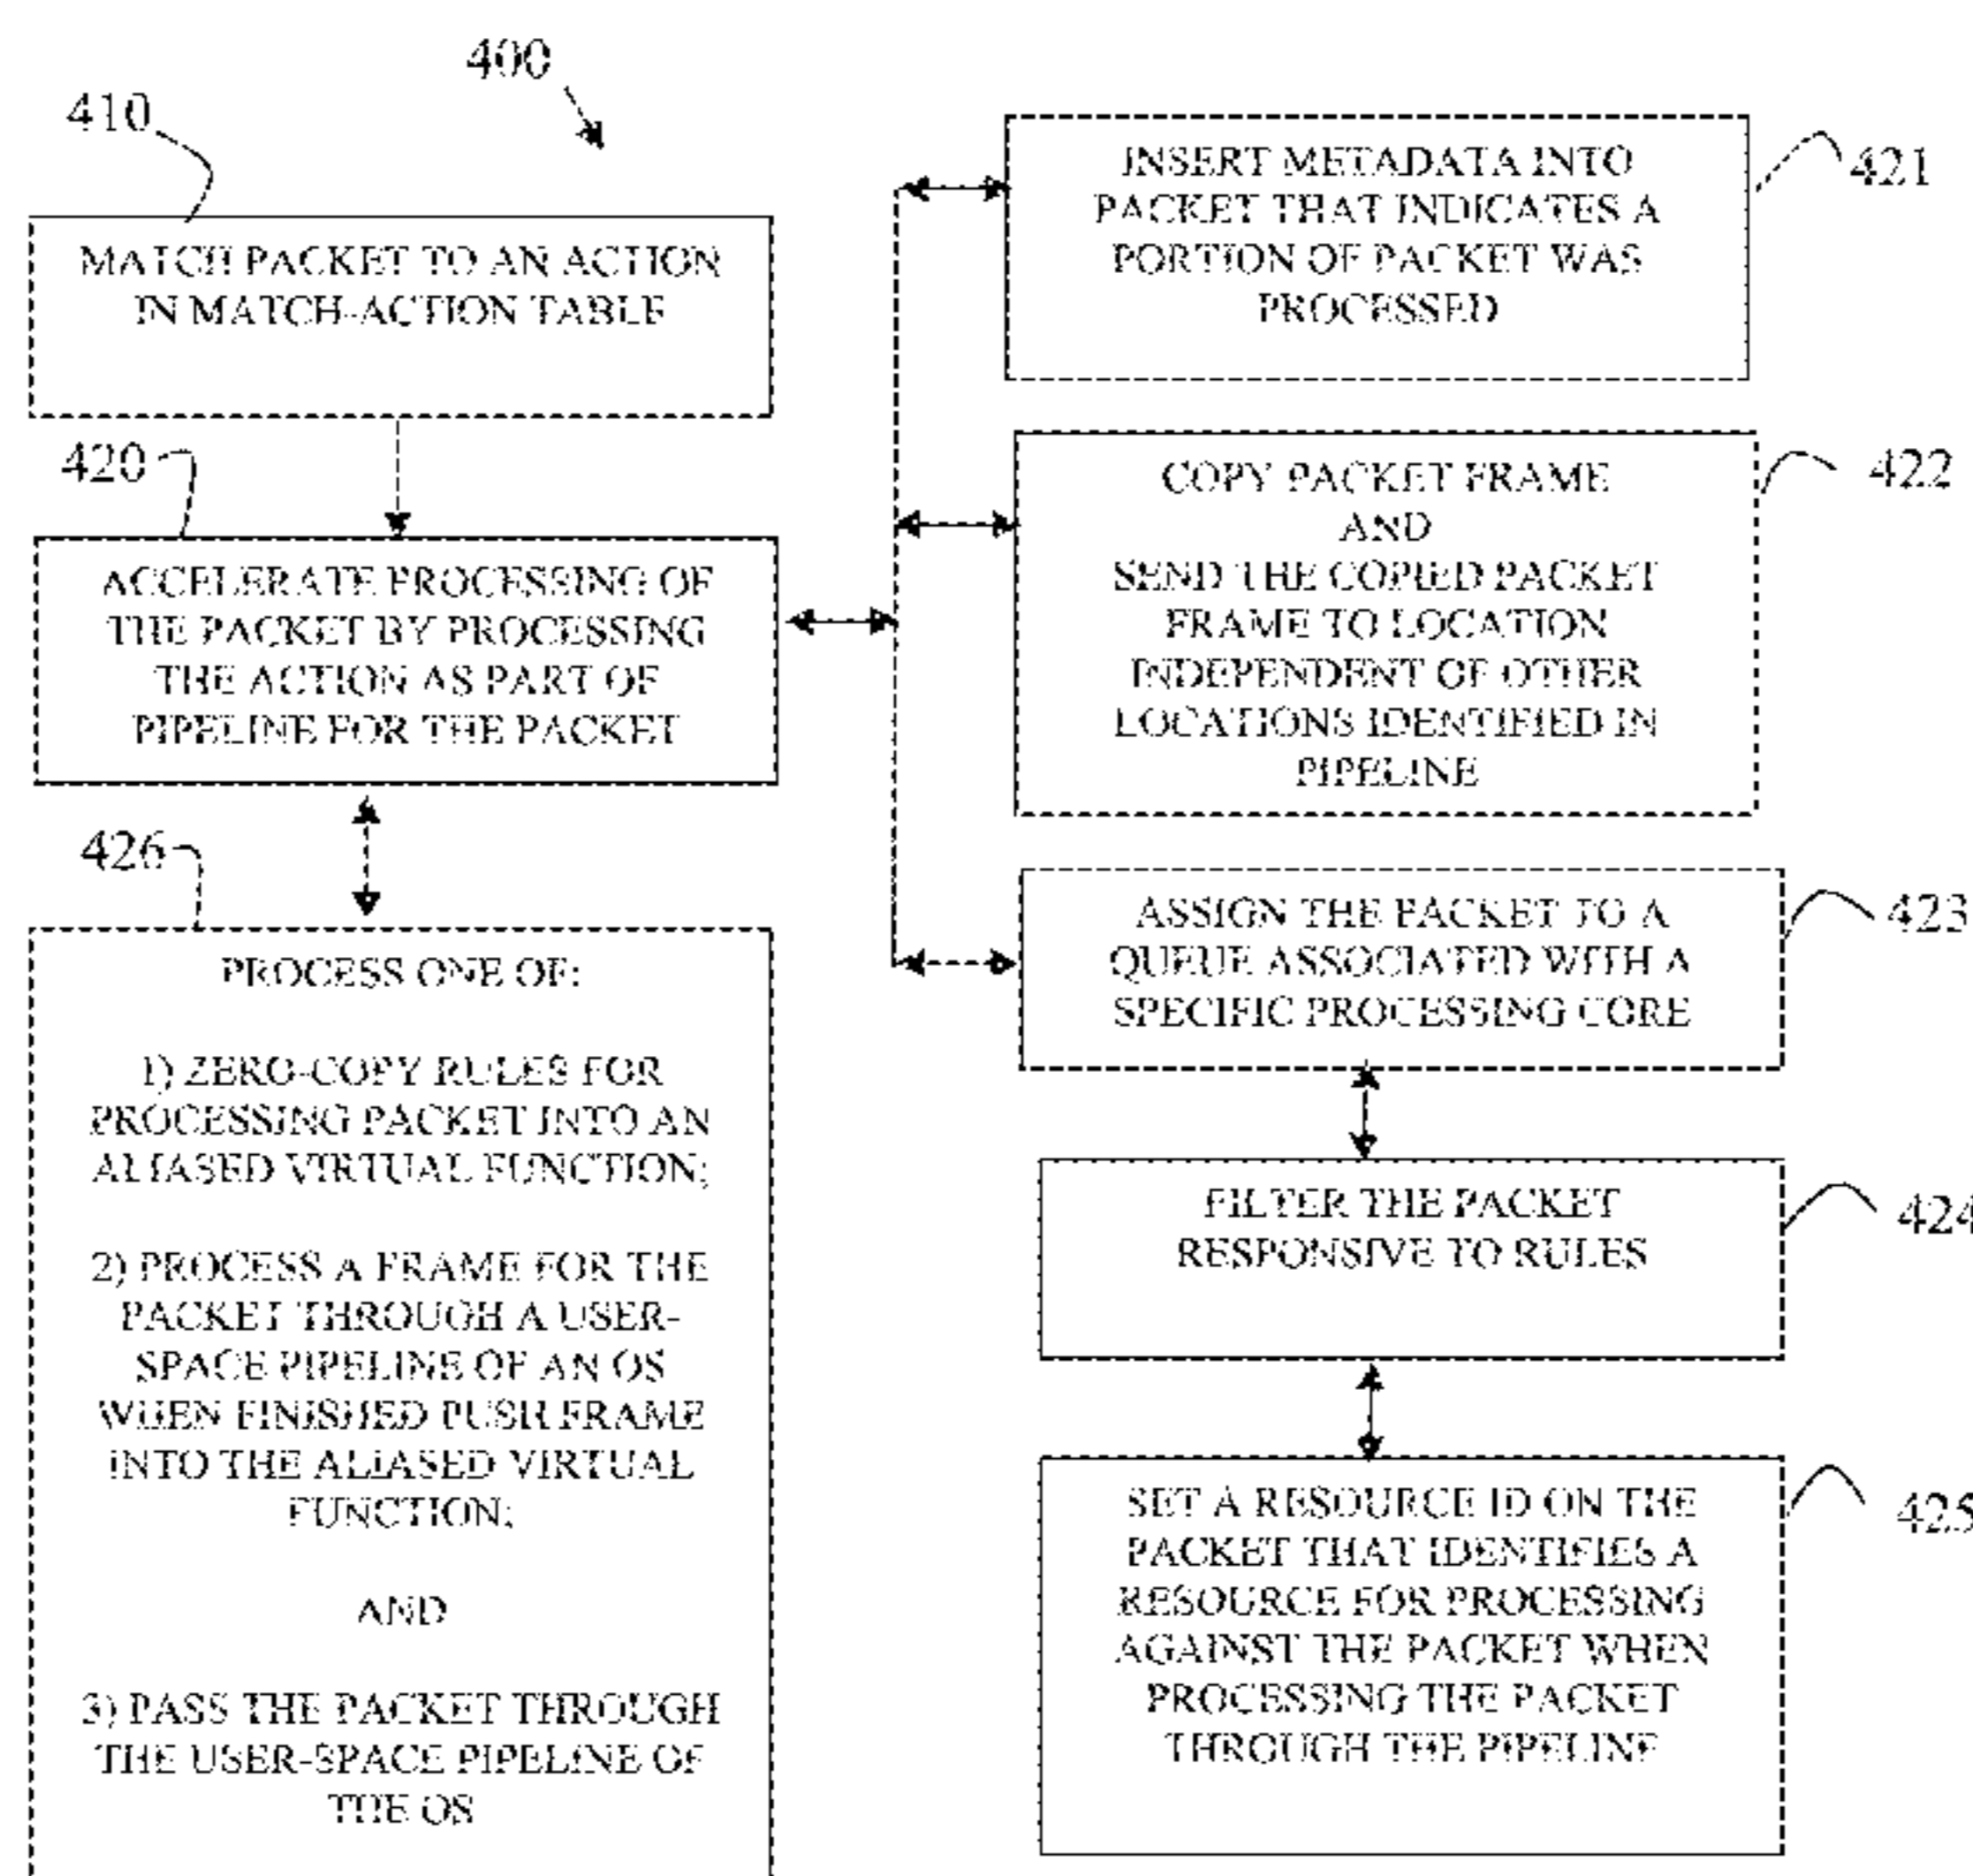 400
410
MATCH PACKET TO AN ACTION
IN MATCH-ACTION TABLE
420
ACCELERATE PROCESSING OF
THE PACKET BY PROCESSING
THE ACTION AS PART OF
PIPELINE FOR THE PACKET
426
PROCESS ONE OF:
1) ZERO-COPY RULES FOR
PROCESSING PACKET INTO AN
ALIASED VIRTUAL FUNCTION;
2) PROCESS A FRAME FOR THE
PACKET THROUGH A USER-
SPACE PIPELINE OF AN OS
WHEN FINISHED PUSH FRAME
INTO THE ALIASED VIRTUAL
FUNCTION;
AND
3) PASS THE PACKET THROUGH
THE USER-SPACE PIPELINE OF
THE OS
INSERT METADATA INTO
PACKET THAT INDICATES A
PORTION OF PACKET WAS
PROCESSED
421
COPY PACKET FRAME
AND
SEND THE COPIED PACKET
FRAME TO LOCATION
INDEPENDENT OF OTHER
LOCATIONS IDENTIFIED IN
PIPELINE
422
ASSIGN THE PACKET TO A
QUEUE ASSOCIATED WITH A
SPECIFIC PROCESSING CORE
423
FILTER THE PACKET
RESPONSIVE TO RULES
424
SET A RESOURCE ID ON THE
PACKET THAT IDENTIFIES A
RESOURCE FOR PROCESSING
AGAINST THE PACKET WHEN
PROCESSING THE PACKET
THROUGH THE PIPELINE
425